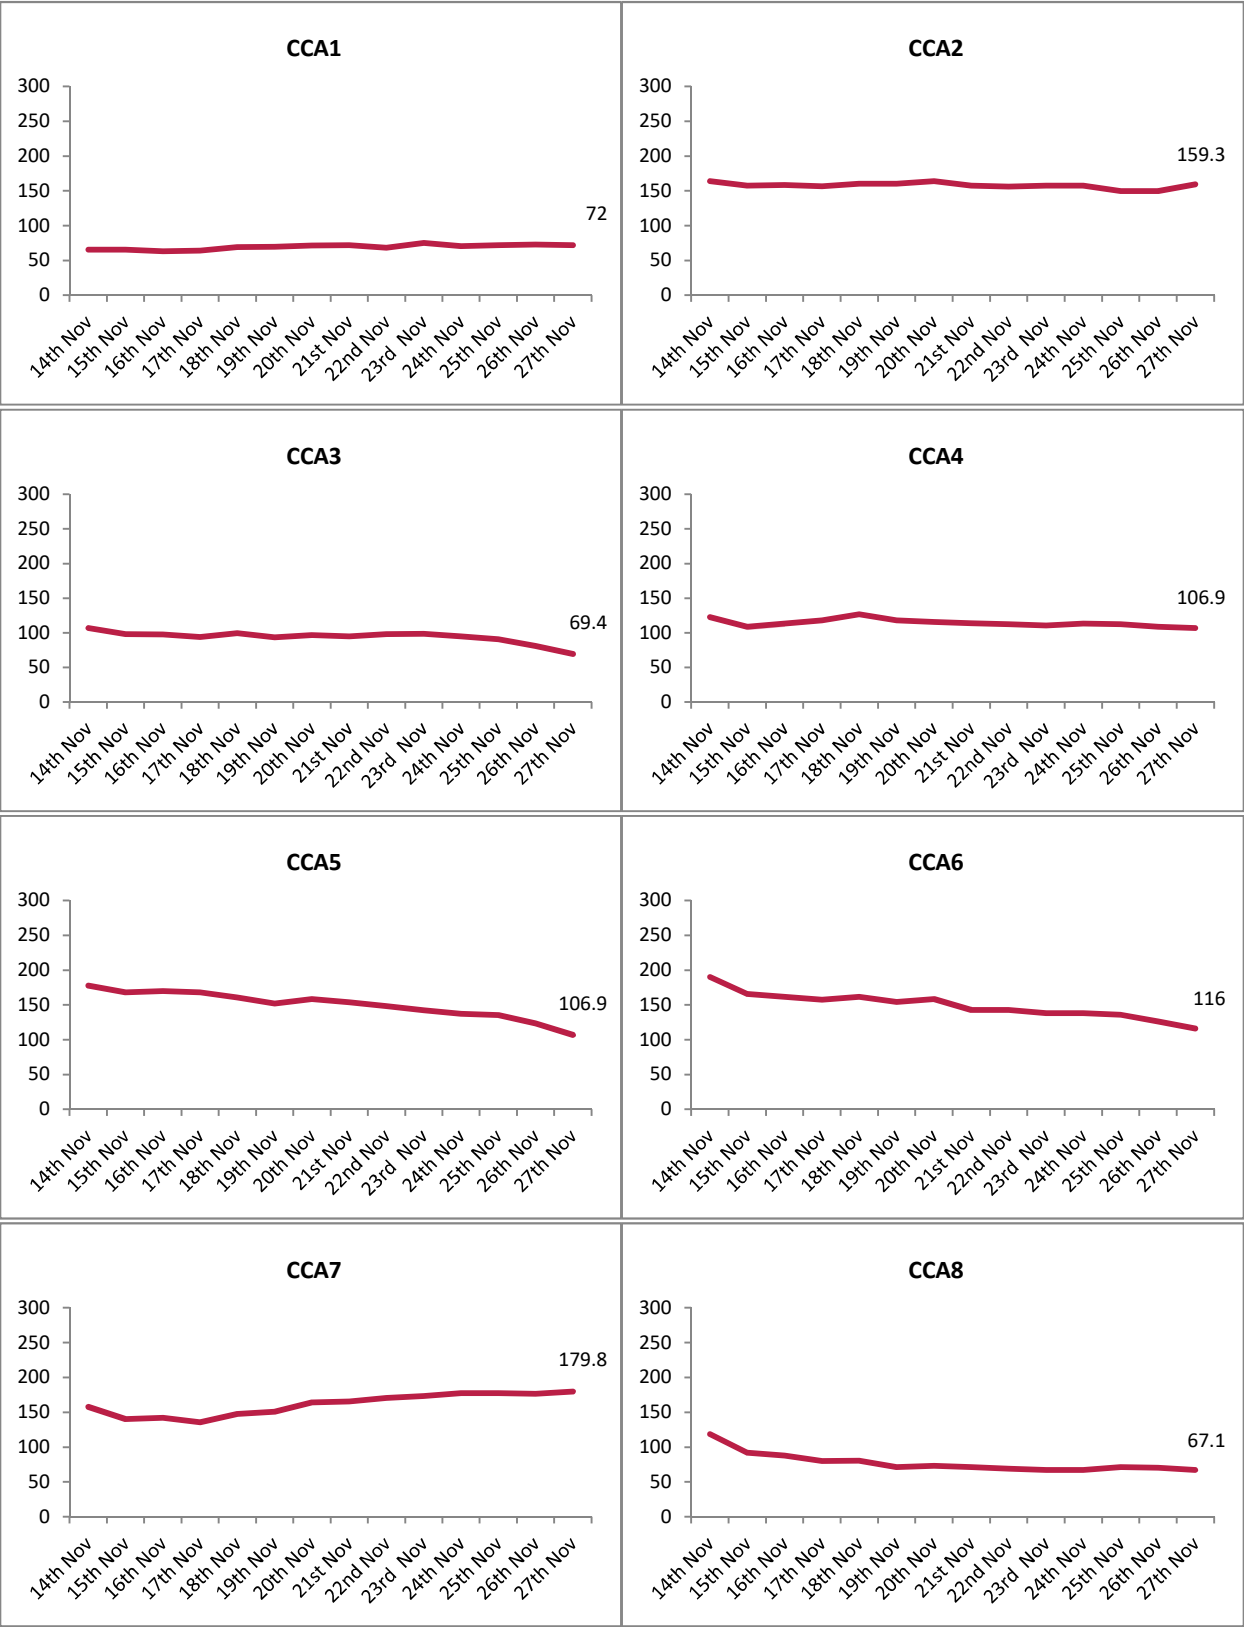 CCA1
300
250
200
150
100
50
0
72
14th Nov
15th Nov
16th Nov
17th Nov
18th Nov
19th Nov
20th Nov
21st Nov
22nd Nov
23rd Nov
24th Nov
25th Nov
26th Nov
27th Nov
CCA2
300
250
200
150
100
50
0
159.3
14th Nov
15th Nov
16th Nov
17th Nov
18th Nov
19th Nov
20th Nov
21st Nov
22nd Nov
23rd Nov
24th Nov
25th Nov
26th Nov
27th Nov
CCA3
300
250
200
150
100
50
0
69.4
14th Nov
15th Nov
16th Nov
17th Nov
18th Nov
19th Nov
20th Nov
21st Nov
22nd Nov
23rd Nov
24th Nov
25th Nov
26th Nov
27th Nov
CCA4
300
250
200
150
100
50
0
106.9
14th Nov
15th Nov
16th Nov
17th Nov
18th Nov
19th Nov
20th Nov
21st Nov
22nd Nov
23rd Nov
24th Nov
25th Nov
26th Nov
27th Nov
CCA5
300
250
200
150
100
50
0
106.9
14th Nov
15th Nov
16th Nov
17th Nov
18th Nov
19th Nov
20th Nov
21st Nov
22nd Nov
23rd Nov
24th Nov
25th Nov
26th Nov
27th Nov
CCA6
300
250
200
150
100
50
0
116
14th Nov
15th Nov
16th Nov
17th Nov
18th Nov
19th Nov
20th Nov
21st Nov
22nd Nov
23rd Nov
24th Nov
25th Nov
26th Nov
27th Nov
CCA7
300
250
200
150
100
50
0
179.8
14th Nov
15th Nov
16th Nov
17th Nov
18th Nov
19th Nov
20th Nov
21st Nov
22nd Nov
23rd Nov
24th Nov
25th Nov
26th Nov
27th Nov
CCA8
300
250
200
150
100
50
0
67.1
14th Nov
15th Nov
16th Nov
17th Nov
18th Nov
19th Nov
20th Nov
21st Nov
22nd Nov
23rd Nov
24th Nov
25th Nov
26th Nov
27th Nov